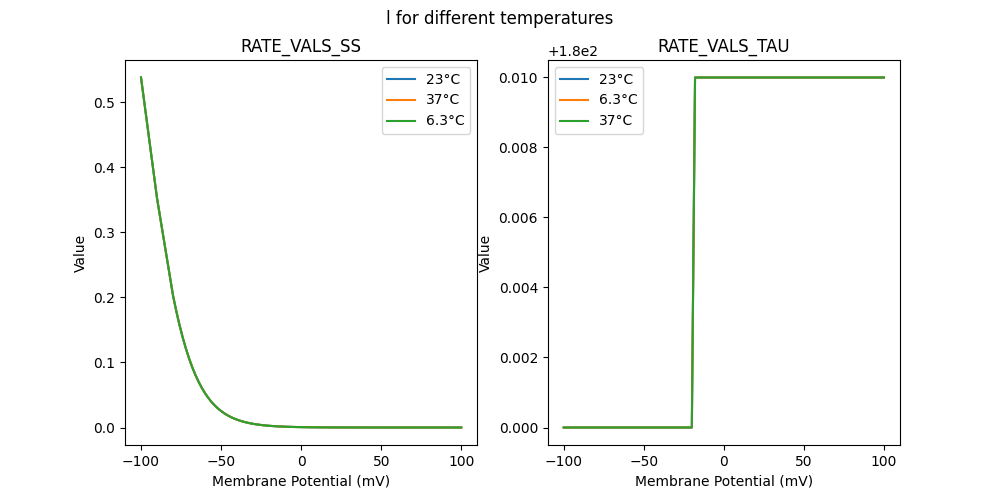 l for different temperatures
RATE_VALS_SS
Value
0.5
0.4
0.3
0.2
0.1
0.0
23°C
37°C
6.3°C
−100
−50
0
50
100
Membrane Potential (mV)
+1.8e2
RATE_VALS_TAU
Value
0.010
0.008
0.006
0.004
0.002
0.000
23°C
6.3°C
37°C
−100
−50
0
50
100
Membrane Potential (mV)